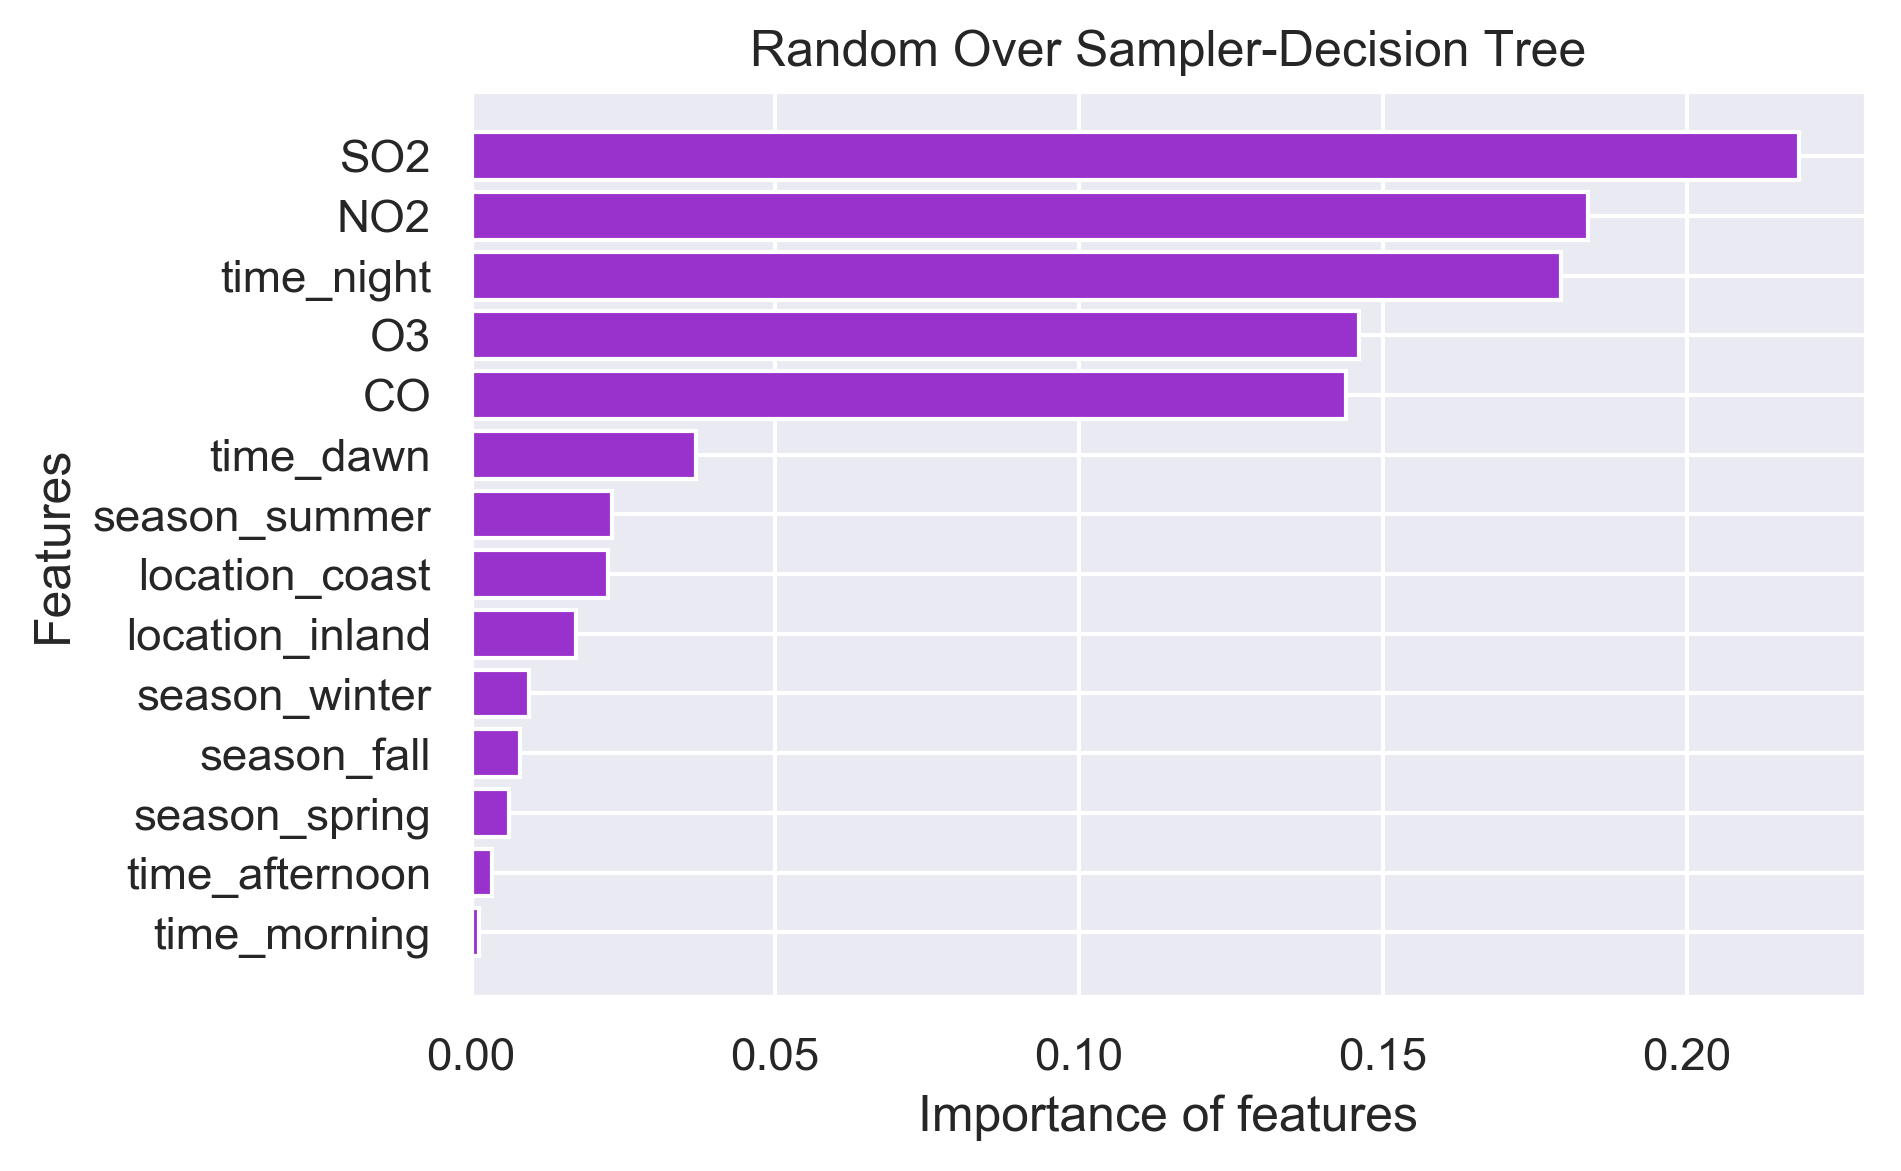 Random Over Sampler-Decision Tree
Features
SO2
NO2
time_night
O3
CO
time_dawn
season_summer
location_coast
location_inland
season_winter
season_fall
season_spring
time_afternoon
time_morning
0.00 0.05 0.10 0.15 0.20
Importance of features